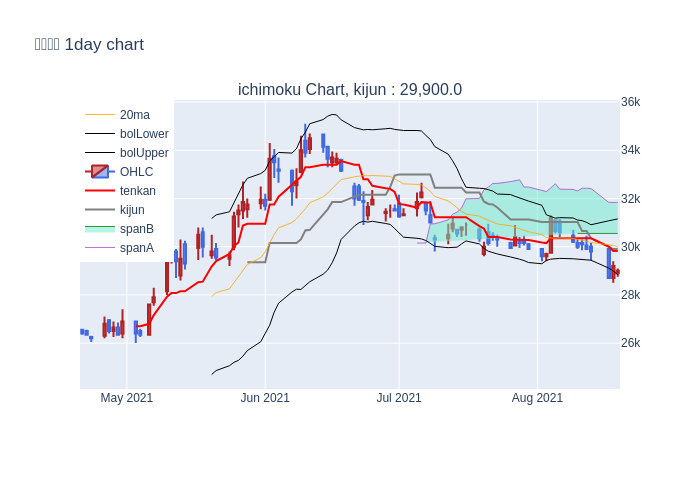 1day chart
ichimoku Chart, kijun : 29,900.0
20ma
bolLower
bolUpper
OHLC
tenkan
kijun
spanB
spanA
36k
34k
32k
30k
28k
26k
May 2021
Jun 2021
Jul 2021
Aug 2021